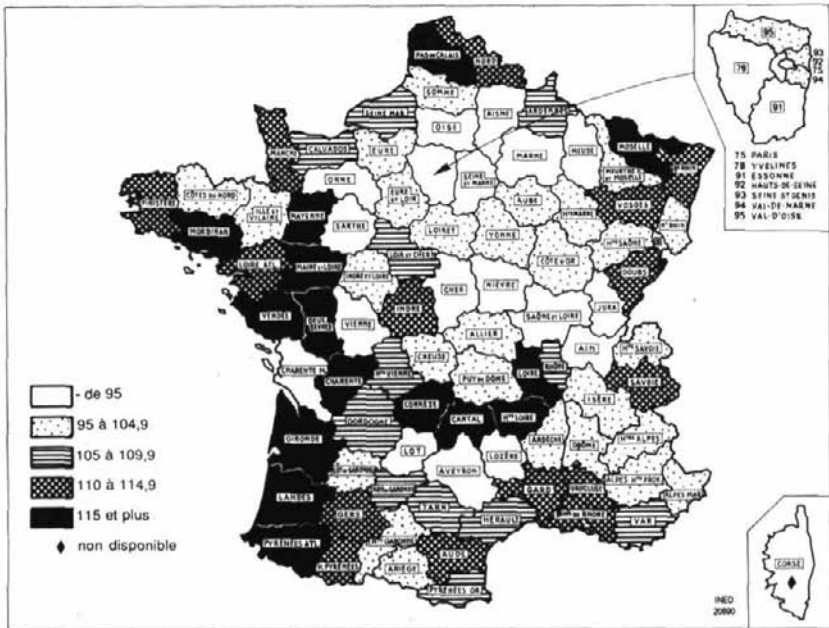 PAS DE CALAIS
NORD
SOMME
SEINE MAR.
OISE
AISNE
ARDENNES
MANCHE
CALVADOS
EURE
MARNE
MEUSE
MOSELLE
MEURTHE ET MOSELLE
ORNE
EURE ET LOIR
SEINE ET MARNE
AUBE
Hte MARNE
VOSGES
Ht RHIN
FINISTÈRE
CÔTES DU NORD
ILLE ET VILAINE
MAYENNE
SARTHE
MORBIHAN
LOIRET
YONNE
Hte SAÔNE
LOIRE ATL.
MAINE ET LOIRE
INDRE ET LOIRE
LOIR ET CHER
CÔTE D'OR
DOUBS
CHER
NIÈVRE
VENDÉE
DEUX SÈVRES
VIENNE
INDRE
SAÔNE ET LOIRE
JURA
ALLIER
CREUSE
AIN
Hte SAVOIE
CHARENTE M.
CHARENTE
Hte VIENNE
PUY DE DÔME
LOIRE
RHÔNE
SAVOIE
ISÈRE
CORRÈZE
CANTAL
Hte LOIRE
DORDOGNE
GIRONDE
LOT
LOZÈRE
ARDÈCHE
DRÔME
Htes ALPES
AVEYRON
LANDES
GERS
TARN
GARD
VAUCLUSE
ALPES Hte PROV.
ALPES MAR.
HERAULT
VAR
PYRÉNÉES ATL.
H. PYRÉNÉES
Hte GARONNE
ARIÈGE
AUDE
PYRÉNÉES OR.
95
78
91
93
92
75
94
75 PARIS
78 YVELINES
91 ESSONNE
92 HAUTS-DE-SEINE
93 SEINE-ST-DENIS
94 VAL-DE-MARNE
95 VAL-D'OISE
- de 95
95 à 104,9
105 à 109,9
110 à 114,9
115 et plus
non disponible
CORSE
INED
20890